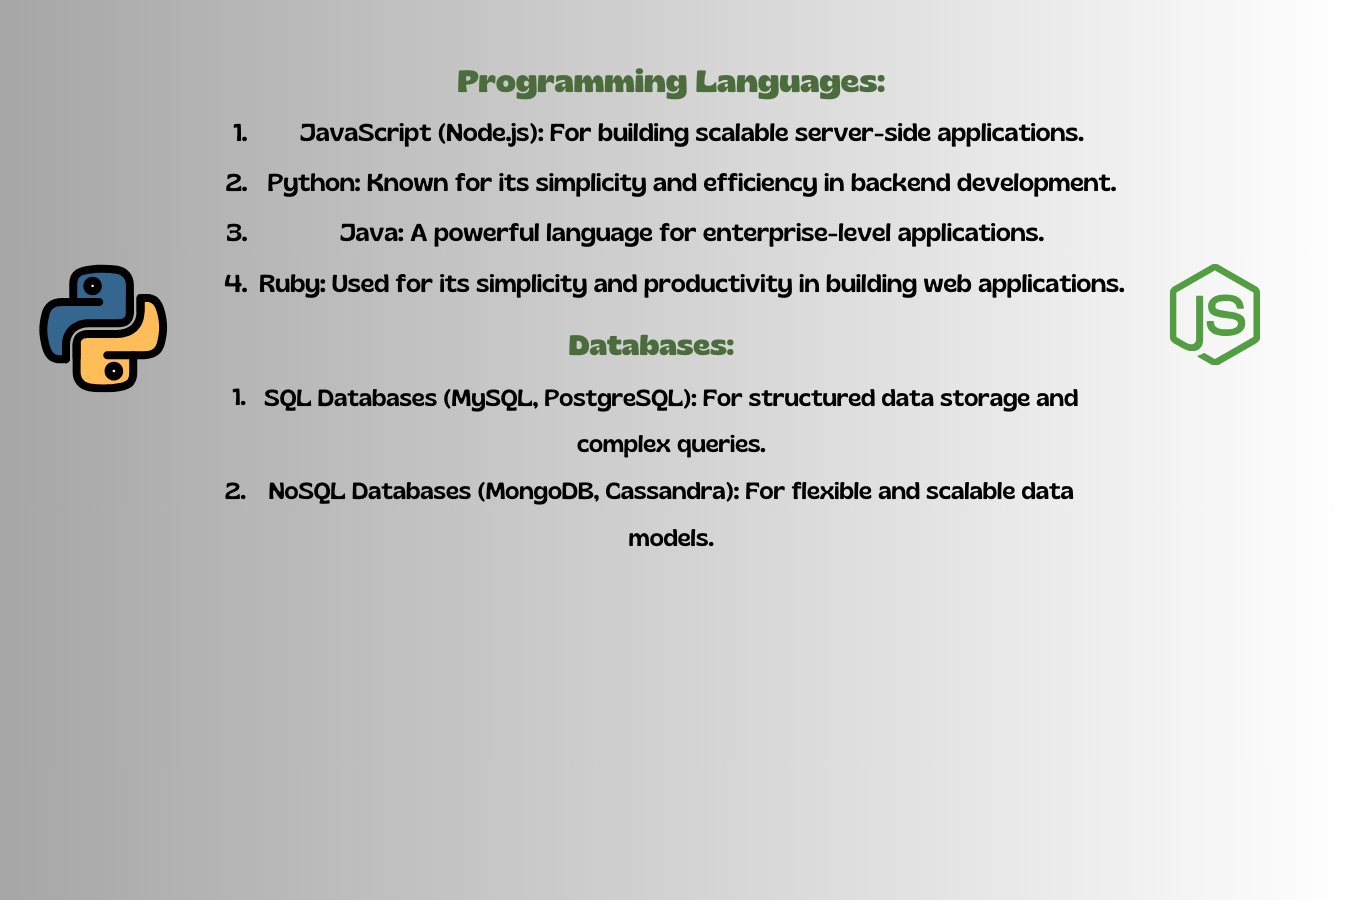 Programming Languages:
1. JavaScript (Node.js): For building scalable server-side applications.
2. Python: Known for its simplicity and efficiency in backend development.
3. Java: A powerful language for enterprise-level applications.
4. Ruby: Used for its simplicity and productivity in building web applications.
JS
Databases:
1. SQL Databases (MySQL, PostgreSQL): For structured data storage and
complex queries.
2. NoSQL Databases (MongoDB, Cassandra): For flexible and scalable data
models.